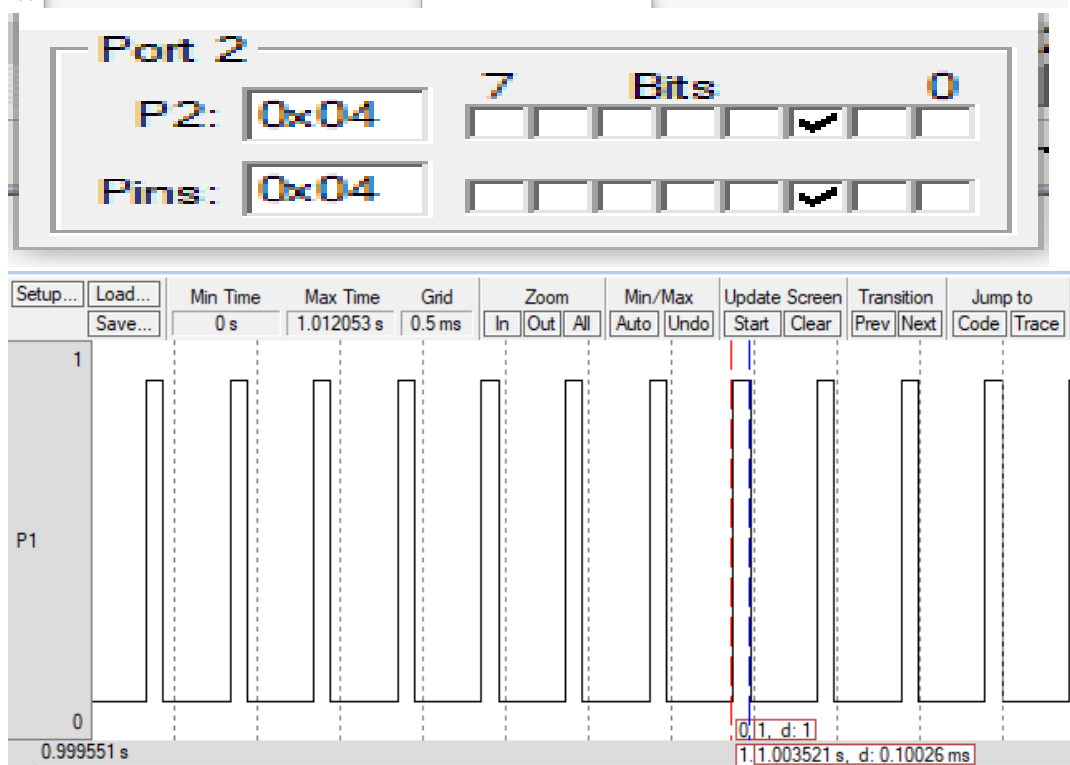 Port 2
7 Bits 0
P2: 0x04
Pins: 0x04
Setup... Load... Min Time Max Time Grid Zoom Min/Max Update Screen Transition Jump to
Save... 0 s 1.012053 s 0.5 ms In Out All Auto Undo Start Clear Prev Next Code Trace
1
P1
0
0 1, d: 1
0.999551 s 1. 1.003521 s, d: 0.10026 ms